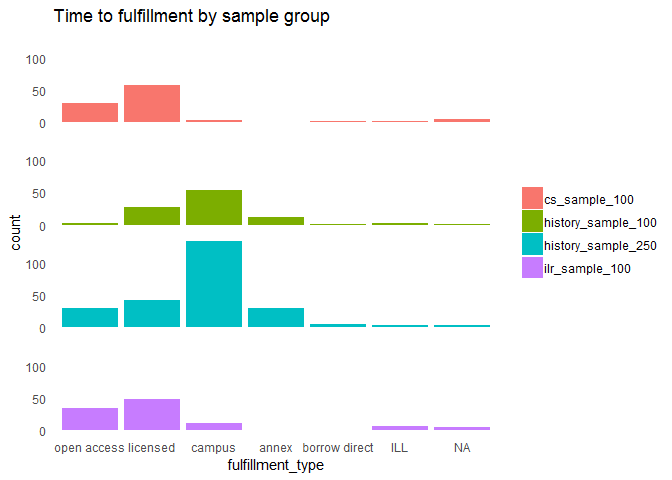 Time to fulfillment by sample group
100
50
0
100
50
0
100
50
0
100
50
0
count
open access licensed campus annex borrow direct ILL NA
fulfillment_type
cs_sample_100
history_sample_100
history_sample_250
ilr_sample_100